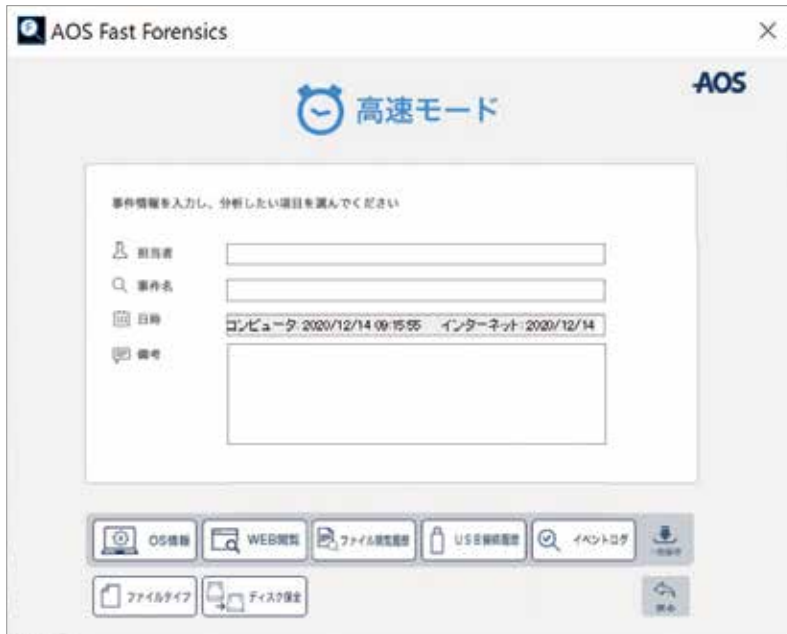 AOS Fast Forensics
AOS
高速モード
事件情報を入力し、分析したい項目を選んでください
担当者
事件名
日時
コンピュータ: 2020/12/14 09:15:55 インターネット: 2020/12/14
備考
OS情報 WEB閲覧 ファイル閲覧履歴 USB接続履歴 イベントログ
ファイルタイプ ディスク保全
戻る